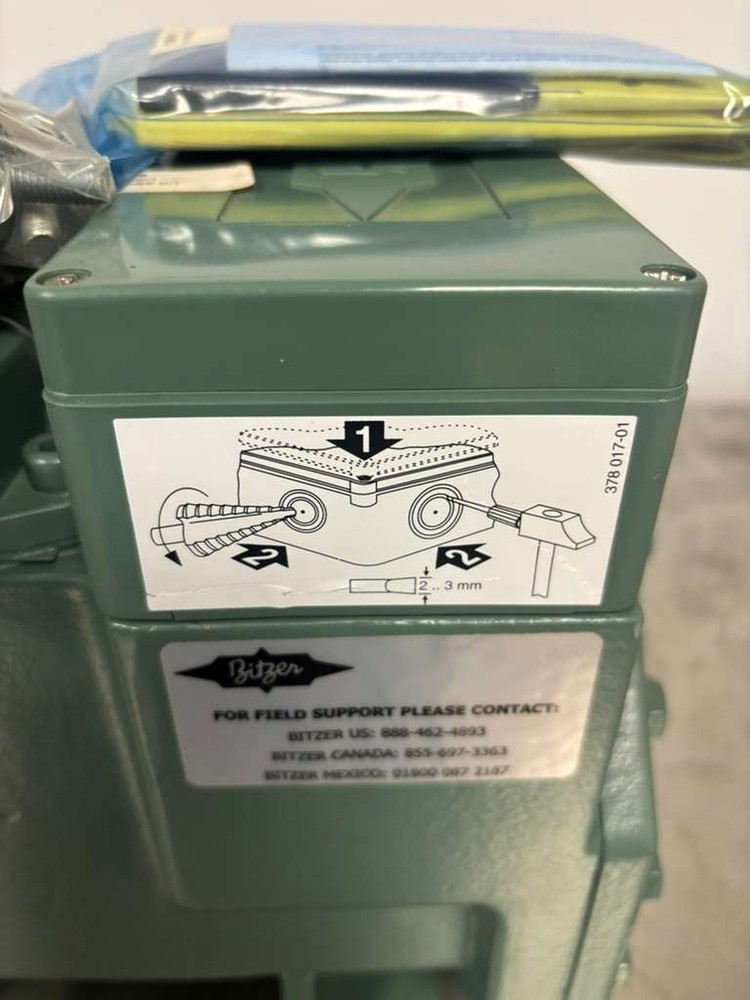 1
378 017-01
2
2
2 .. 3 mm
Bitzer
FOR FIELD SUPPORT PLEASE CONTACT:
BITZER US: 888-462-4893
BITZER CANADA: 855-697-3363
BITZER MEXICO: 01800 087 2187